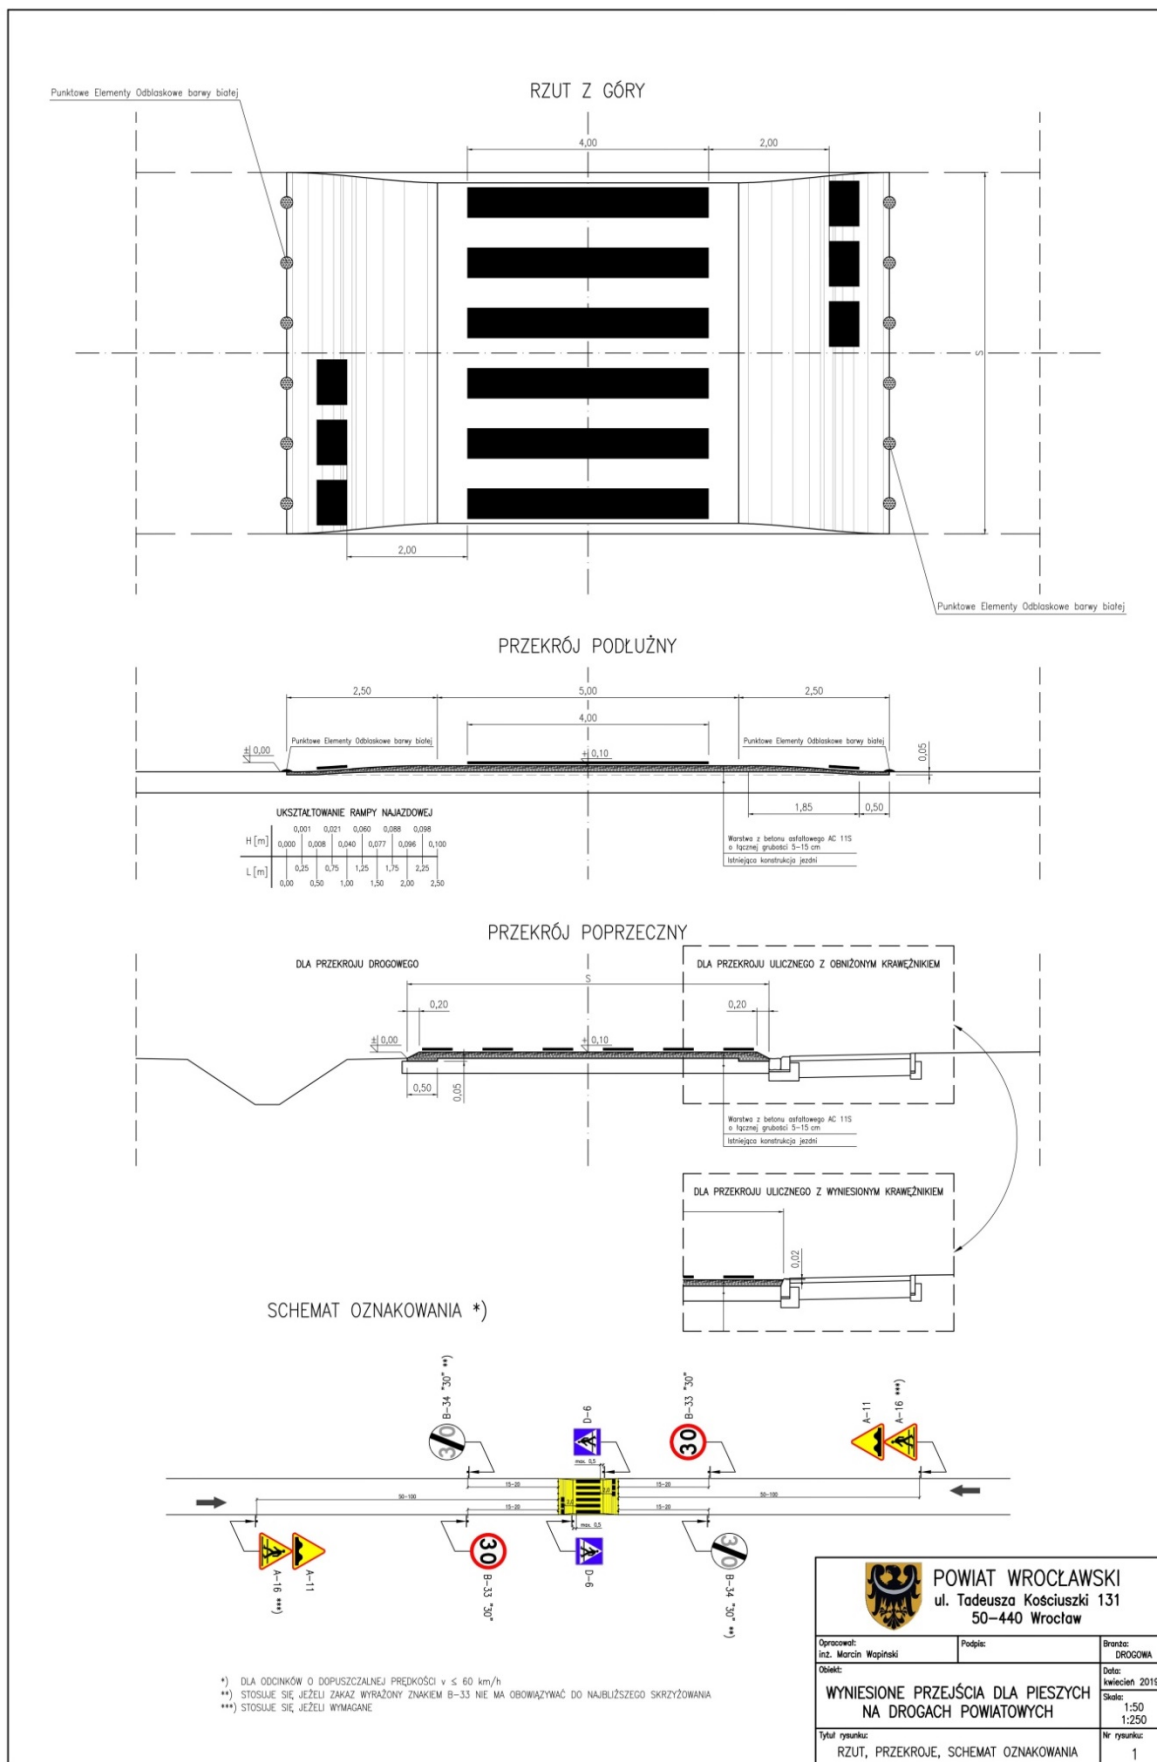 RZUT Z GÓRY
Punktowe Elementy Odblaskowe barwy białej
4,00
2,00
S
2,00
Punktowe Elementy Odblaskowe barwy białej
PRZEKRÓJ PODŁUŻNY
2,50
5,00
2,50
4,00
Punktowe Elementy Odblaskowe barwy białej
Punktowe Elementy Odblaskowe barwy białej
± 0,00
+ 0,10
0,05
1,85
0,50
UKSZTAŁTOWANIE RAMPY NAJAZDOWEJ
0,001 0,021 0,060 0,088 0,098
H [m] 0,000 0,008 0,040 0,077 0,096 0,100
L [m] 0,25 0,75 1,25 1,75 2,25
0,00 0,50 1,00 1,50 2,00 2,50
Warstwa z betonu asfaltowego AC 11S
o łącznej grubości 5-15 cm
Istniejąca konstrukcja jezdni
PRZEKRÓJ POPRZECZNY
DLA PRZEKROJU DROGOWEGO
DLA PRZEKROJU ULICZNEGO Z OBNIŻONYM KRAWĘŻNIKIEM
S
0,20
0,20
± 0,00
+ 0,10
0,50
0,05
Warstwa z betonu asfaltowego AC 11S
o łącznej grubości 5-15 cm
Istniejąca konstrukcja jezdni
DLA PRZEKROJU ULICZNEGO Z WYNIESIONYM KRAWĘŻNIKIEM
0,02
SCHEMAT OZNAKOWANIA *)
B-34 "30" **)
30
D-6
B-33 "30"
30
A-11
A-16 ***)
max. 0,5
15-20
15-20
50-100
50-100
2,0
2,0
15-20
15-20
max. 0,5
A-16 ***)
A-11
30
B-33 "30"
D-6
30
B-34 "30" **)
*) DLA ODCINKÓW O DOPUSZCZALNEJ PRĘDKOŚCI v ≤ 60 km/h
**) STOSUJE SIĘ, JEŻELI ZAKAZ WYRAŻONY ZNAKIEM B-33 NIE MA OBOWIĄZYWAĆ DO NAJBLIŻSZEGO SKRZYŻOWANIA
***) STOSUJE SIĘ JEŻELI WYMAGANE
POWIAT WROCŁAWSKI
ul. Tadeusza Kościuszki 131
50-440 Wrocław
Opracował:
inż. Marcin Wapiński
Podpis:
Branża:
DROGOWA
Obiekt:
WYNIESIONE PRZEJŚCIA DLA PIESZYCH
NA DROGACH POWIATOWYCH
Data:
kwiecień 2019
Skala:
1:50
1:250
Tytuł rysunku:
RZUT, PRZEKROJE, SCHEMAT OZNAKOWANIA
Nr rysunku:
1